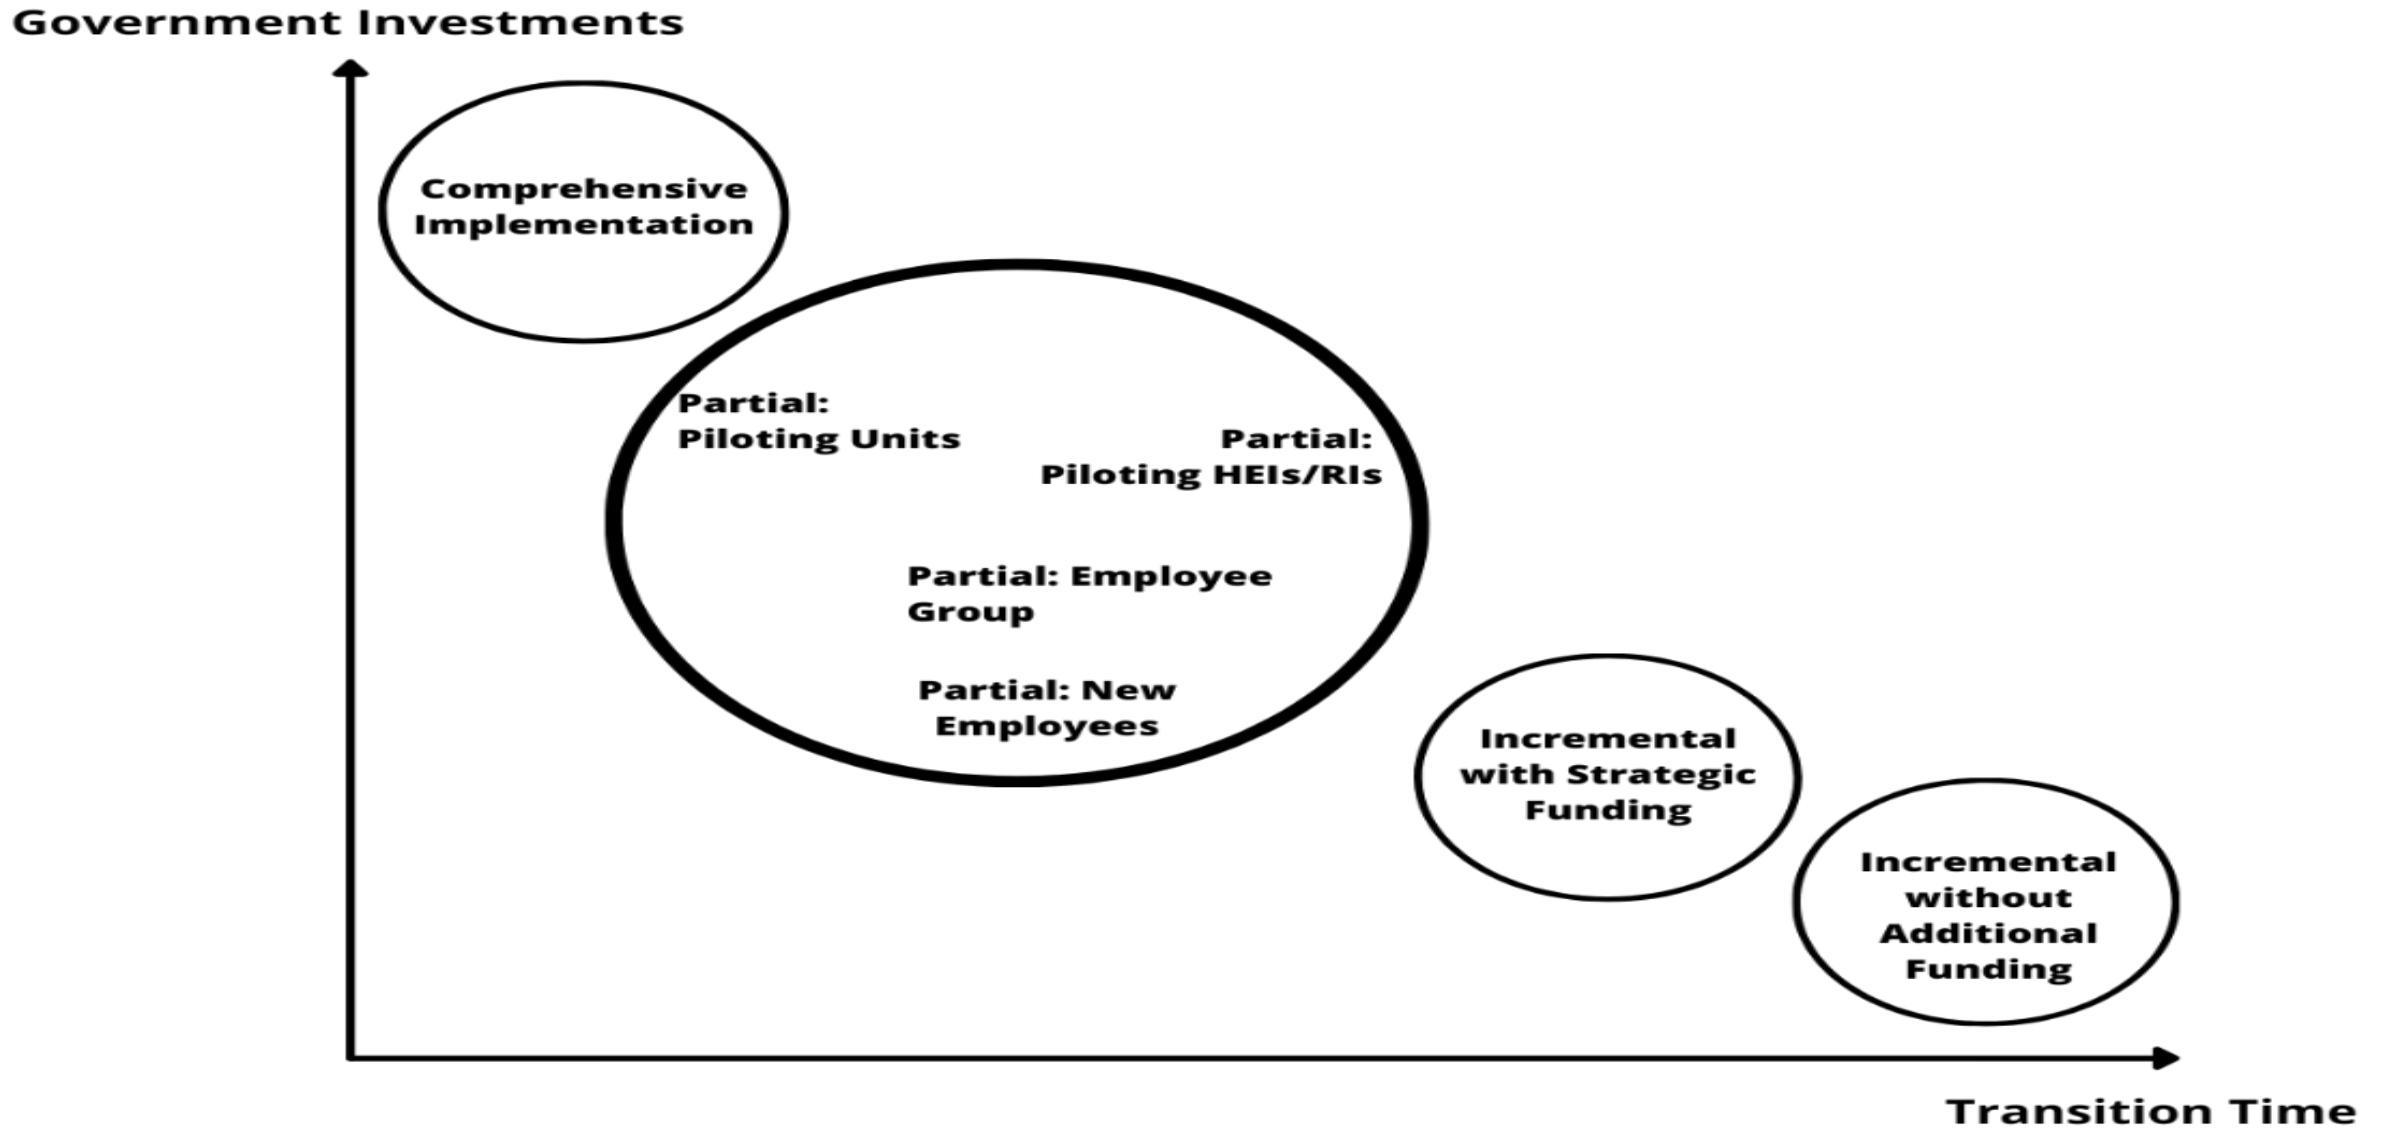 Government Investments
Comprehensive
Implementation
Partial:
Piloting Units
Partial:
Piloting HEIs/RIs
Partial: Employee
Group
Partial: New
Employees
Incremental
with Strategic
Funding
Incremental
without
Additional
Funding
Transition Time